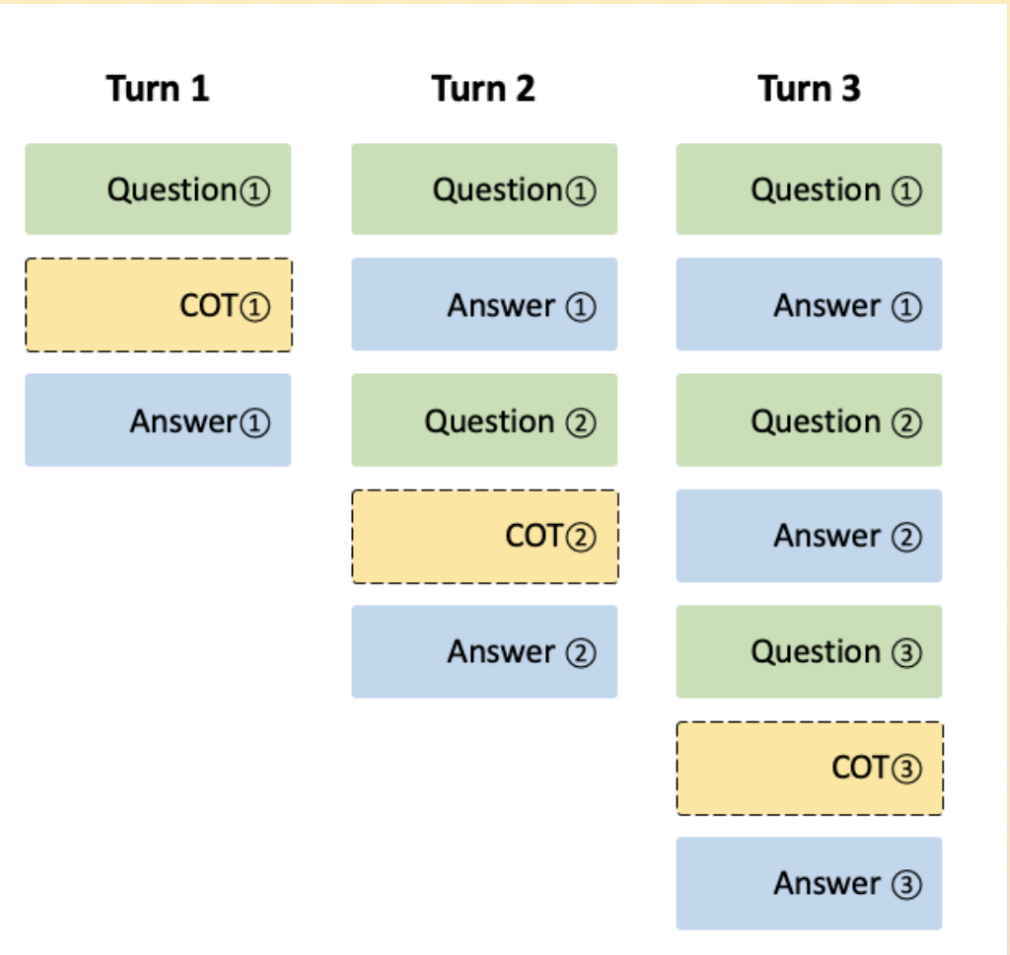 Turn 1
Question①
COT①
Answer①
Turn 2
Question①
Answer ①
Question ②
COT②
Answer ②
Turn 3
Question ①
Answer ①
Question ②
Answer ②
Question ③
COT③
Answer ③